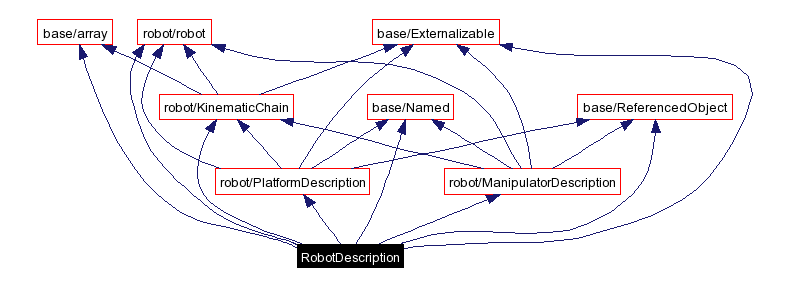 base/array
robot/robot
base/Externalizable
robot/KinematicChain
base/Named
base/ReferencedObject
robot/PlatformDescription
robot/ManipulatorDescription
RobotDescription